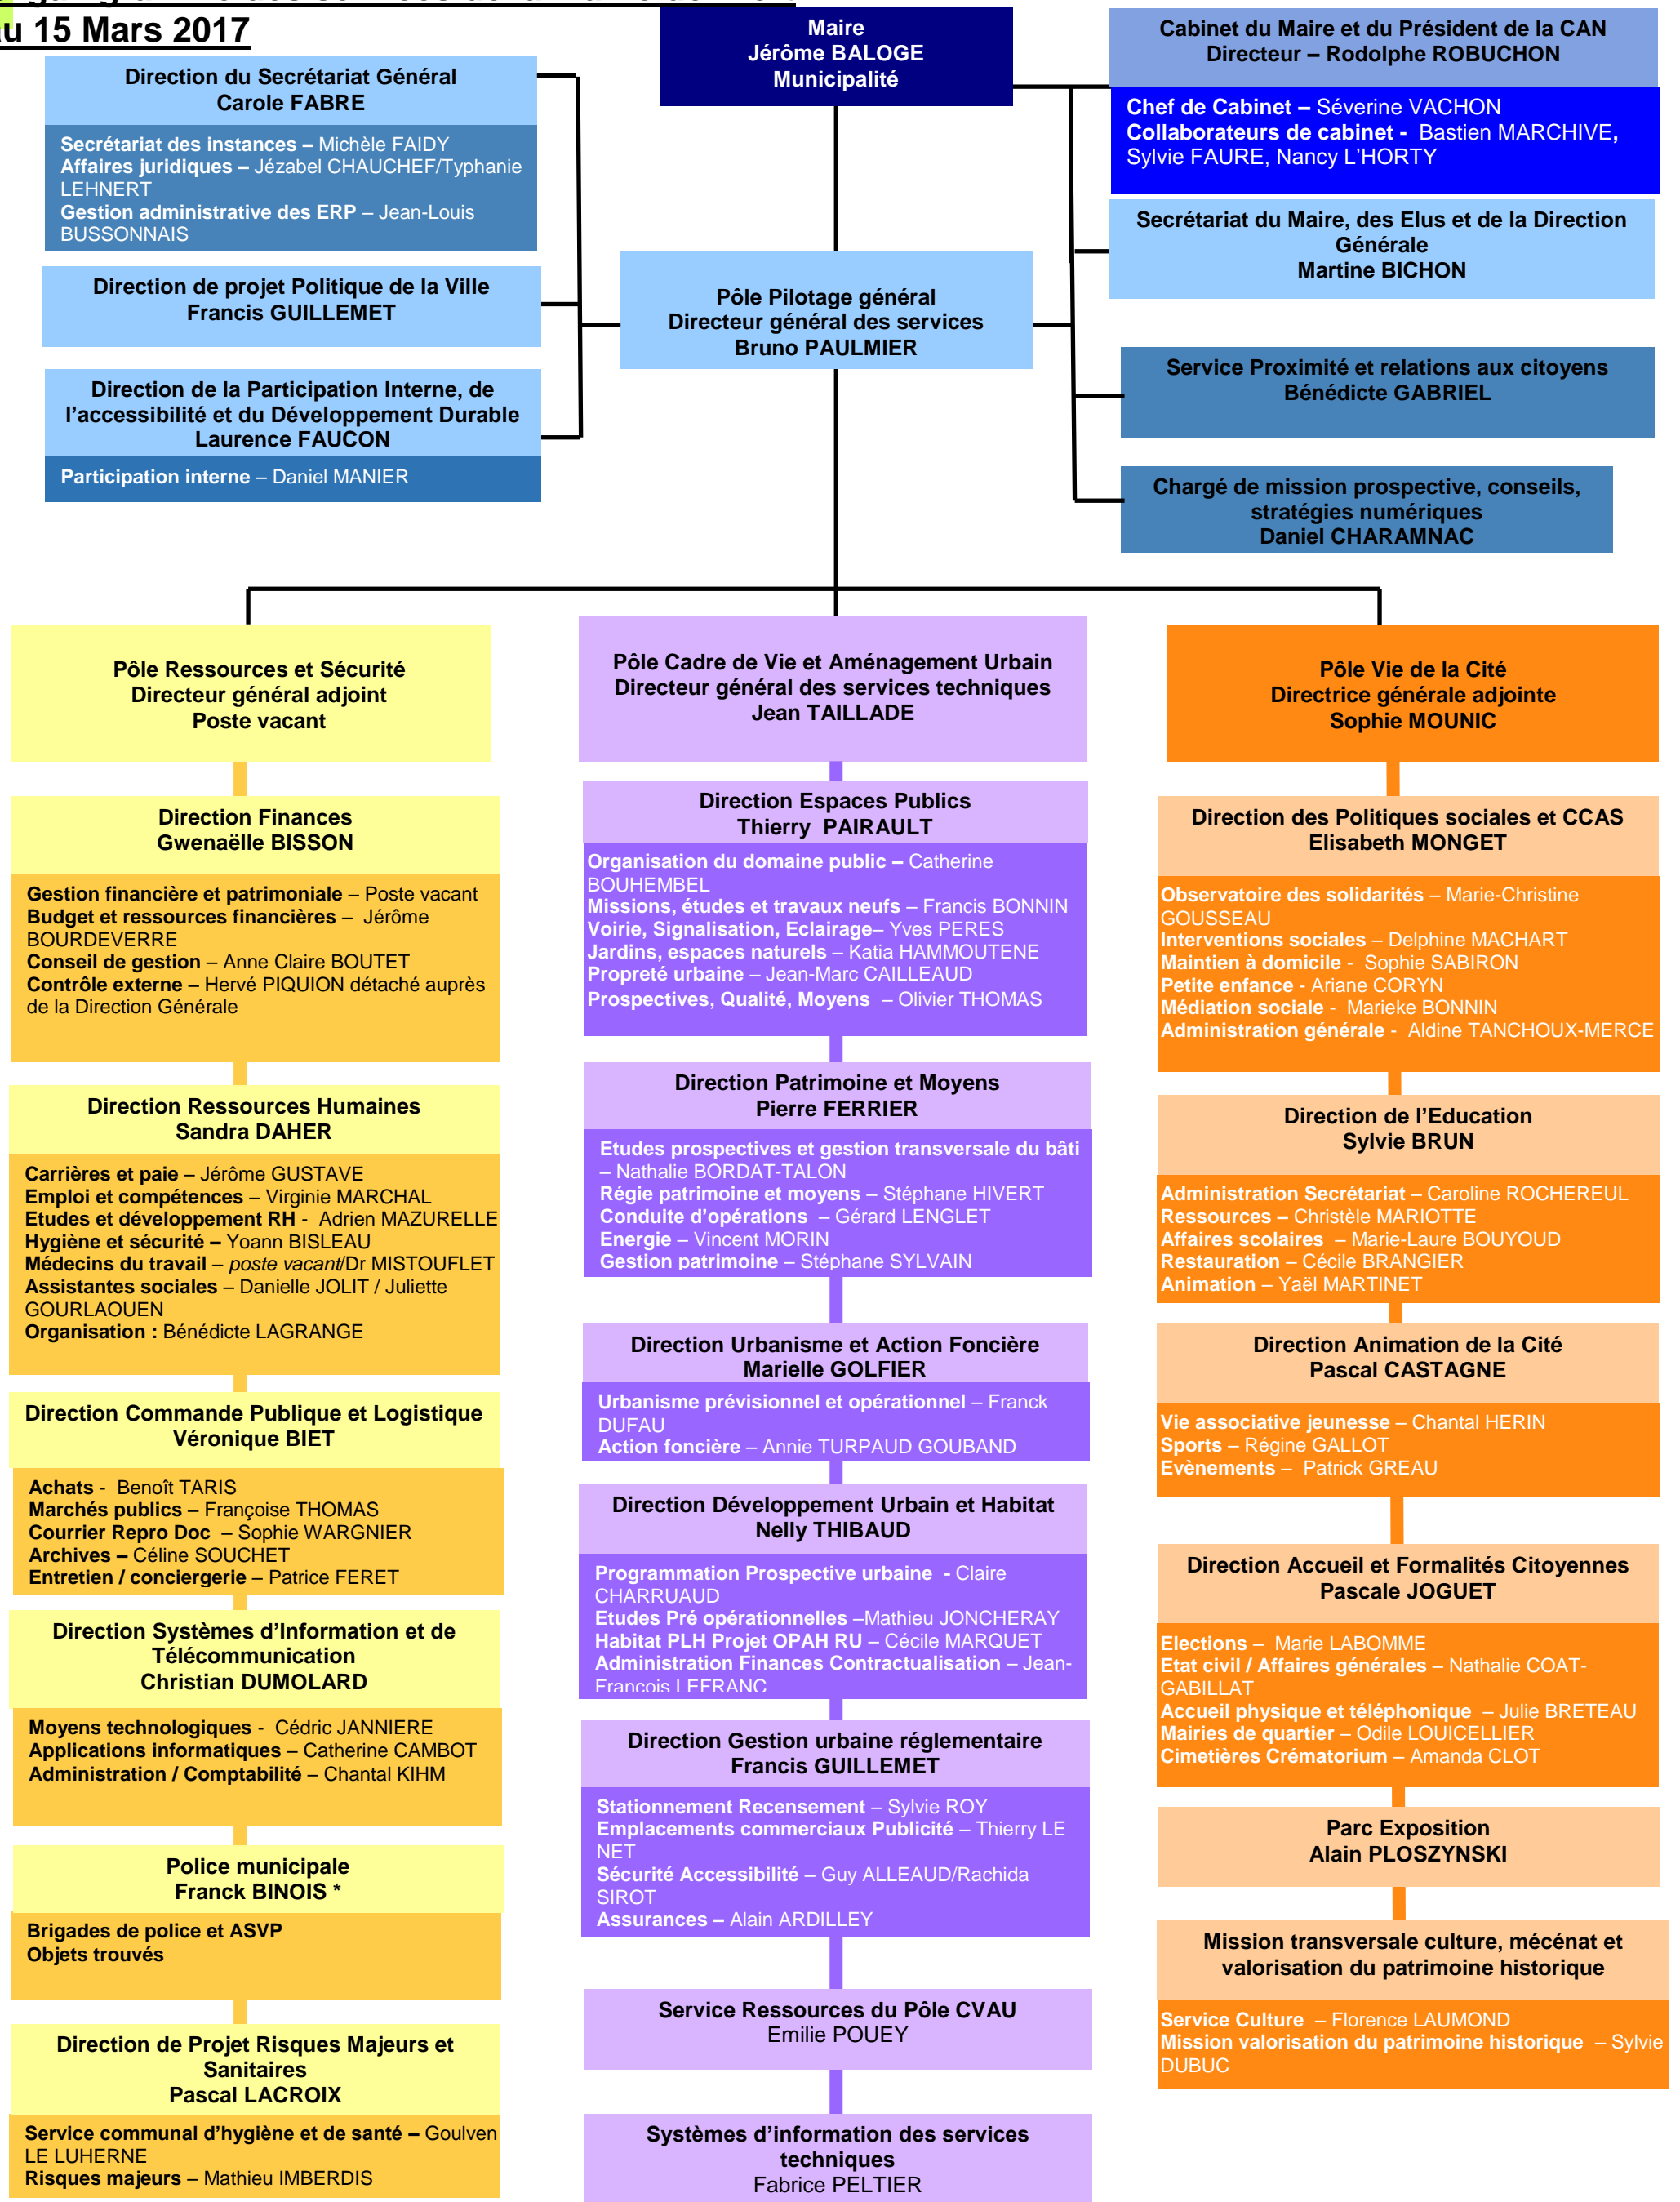 au 15 Mars 2017
Maire
Jérôme BALOGE
Municipalité
Cabinet du Maire et du Président de la CAN
Directeur – Rodolphe ROBUCHON
Chef de Cabinet – Séverine VACHON
Collaborateurs de cabinet - Bastien MARCHIVE,
Sylvie FAURE, Nancy L’HORTY
Direction du Secrétariat Général
Carole FABRE
Secrétariat des instances – Michèle FAIDY
Affaires juridiques – Jézabel CHAUCHEF/Typhanie
LEHNERT
Gestion administrative des ERP – Jean-Louis
BUSSONNAIS
Secrétariat du Maire, des Elus et de la Direction
Générale
Martine BICHON
Direction de projet Politique de la Ville
Francis GUILLEMET
Pôle Pilotage général
Directeur général des services
Bruno PAULMIER
Service Proximité et relations aux citoyens
Bénédicte GABRIEL
Direction de la Participation Interne, de
l’accessibilité et du Développement Durable
Laurence FAUCON
Participation interne – Daniel MANIER
Chargé de mission prospective, conseils,
stratégies numériques
Daniel CHARAMNAC
Pôle Ressources et Sécurité
Directeur général adjoint
Poste vacant
Direction Finances
Gwenaëlle BISSON
Gestion financière et patrimoniale – Poste vacant
Budget et ressources financières – Jérôme
BOURDEVERRE
Conseil de gestion – Anne Claire BOUTET
Contrôle externe – Hervé PIQUION détaché auprès
de la Direction Générale
Direction Ressources Humaines
Sandra DAHER
Carrières et paie – Jérôme GUSTAVE
Emploi et compétences – Virginie MARCHAL
Etudes et développement RH - Adrien MAZURELLE
Hygiène et sécurité – Yoann BISLEAU
Médecins du travail – poste vacant/Dr MISTOUFLET
Assistantes sociales – Danielle JOLIT / Juliette
GOURLAOUEN
Organisation : Bénédicte LAGRANGE
Direction Commande Publique et Logistique
Véronique BIET
Achats - Benoît TARIS
Marchés publics – Françoise THOMAS
Courrier Repro Doc – Sophie WARGNIER
Archives – Céline SOUCHET
Entretien / conciergerie – Patrice FERET
Direction Systèmes d’Information et de
Télécommunication
Christian DUMOLARD
Moyens technologiques - Cédric JANNIERE
Applications informatiques – Catherine CAMBOT
Administration / Comptabilité – Chantal KIHM
Police municipale
Franck BINOIS *
Brigades de police et ASVP
Objets trouvés
Direction de Projet Risques Majeurs et
Sanitaires
Pascal LACROIX
Service communal d’hygiène et de santé – Goulven
LE LUHERNE
Risques majeurs – Mathieu IMBERDIS
Pôle Cadre de Vie et Aménagement Urbain
Directeur général des services techniques
Jean TAILLADE
Direction Espaces Publics
Thierry PAIRAULT
Organisation du domaine public – Catherine
BOUHEMBEL
Missions, études et travaux neufs – Francis BONNIN
Voirie, Signalisation, Eclairage– Yves PERES
Jardins, espaces naturels – Katia HAMMOUTENE
Propreté urbaine – Jean-Marc CAILLEAUD
Prospectives, Qualité, Moyens – Olivier THOMAS
Direction Patrimoine et Moyens
Pierre FERRIER
Etudes prospectives et gestion transversale du bâti
– Nathalie BORDAT-TALON
Régie patrimoine et moyens – Stéphane HIVERT
Conduite d’opérations – Gérard LENGLET
Energie – Vincent MORIN
Gestion patrimoine – Stéphane SYLVAIN
Direction Urbanisme et Action Foncière
Marielle GOLFIER
Urbanisme prévisionnel et opérationnel – Franck
DUFAU
Action foncière – Annie TURPAUD GOUBAND
Direction Développement Urbain et Habitat
Nelly THIBAUD
Programmation Prospective urbaine - Claire
CHARRUAUD
Etudes Pré opérationnelles –Mathieu JONCHERAY
Habitat PLH Projet OPAH RU – Cécile MARQUET
Administration Finances Contractualisation – Jean-
François LEFRANC
Direction Gestion urbaine réglementaire
Francis GUILLEMET
Stationnement Recensement – Sylvie ROY
Emplacements commerciaux Publicité – Thierry LE
NET
Sécurité Accessibilité – Guy ALLEAUD/Rachida
SIROT
Assurances – Alain ARDILLEY
Service Ressources du Pôle CVAU
Emilie POUEY
Systèmes d’information des services
techniques
Fabrice PELTIER
Pôle Vie de la Cité
Directrice générale adjointe
Sophie MOUNIC
Direction des Politiques sociales et CCAS
Elisabeth MONGET
Observatoire des solidarités – Marie-Christine
GOUSSEAU
Interventions sociales – Delphine MACHART
Maintien à domicile - Sophie SABIRON
Petite enfance - Ariane CORYN
Médiation sociale - Marieke BONNIN
Administration générale - Aldine TANCHOUX-MERCE
Direction de l’Education
Sylvie BRUN
Administration Secrétariat – Caroline ROCHEREUL
Ressources – Christèle MARIOTTE
Affaires scolaires – Marie-Laure BOUYOUD
Restauration – Cécile BRANGIER
Animation – Yaël MARTINET
Direction Animation de la Cité
Pascal CASTAGNE
Vie associative jeunesse – Chantal HERIN
Sports – Régine GALLOT
Evènements – Patrick GREAU
Direction Accueil et Formalités Citoyennes
Pascale JOGUET
Elections – Marie LABOMME
Etat civil / Affaires générales – Nathalie COAT-
GABILLAT
Accueil physique et téléphonique – Julie BRETEAU
Mairies de quartier – Odile LOUICELLIER
Cimetières Crématorium – Amanda CLOT
Parc Exposition
Alain PLOSZYNSKI
Mission transversale culture, mécénat et
valorisation du patrimoine historique
Service Culture – Florence LAUMOND
Mission valorisation du patrimoine historique – Sylvie
DUBUC